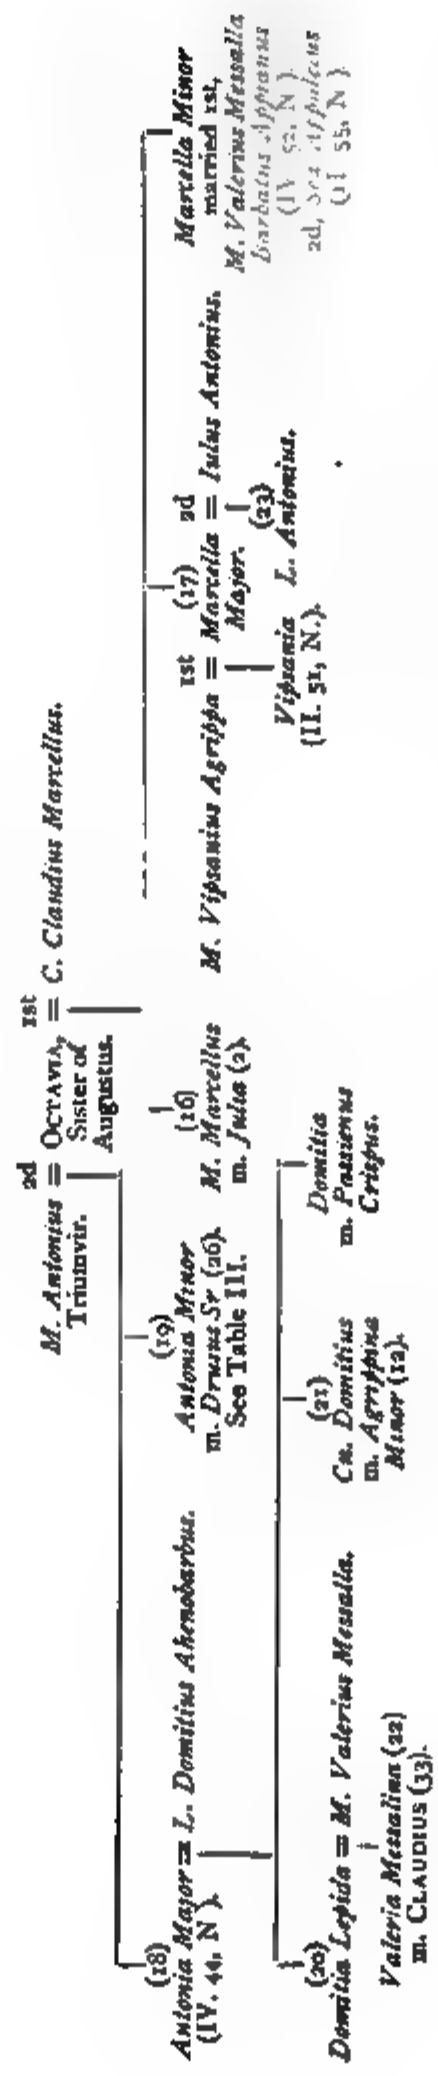 2d 1st
M. Antonius = OCTAVIA, = C. Claudius Marcellus.
Triumvir. Sister of
Augustus.
(18)
Antonia Major = L. Domitius Ahenobarbus.
(IV. 44, N ).
(19)
Antonia Minor
m. Drusus Sr (26).
See Table III.
(16)
M. Marcellus
m. Julia (2).
1st (17) 2d
M. Vipsanius Agrippa = Marcella = Iulus Antonius.
Major.
(23)
Vipsania L. Antonius.
(II. 51, N.).
Marcella Minor
married 1st,
M. Valerius Messalla
Barbatus Appianus
(IV 52, N )
2d, Sex Appuleius
(II 55, N ).
(20)
Domitia Lepida = M. Valerius Messalla.
Valeria Messalina (22)
m. CLAUDIUS (33).
(21)
Cn. Domitius
m. Agrippina
Minor (12).
Domitia
m. Passienus
Crispus.